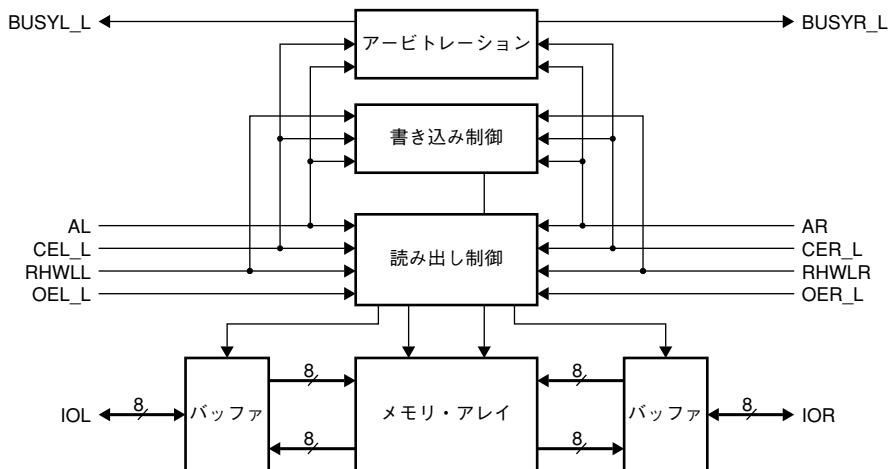 BUSYL_L アービトレーション BUSYR_L
書き込み制御
AL AR
CEL_L CER_L
読み出し制御
RHWLL RHWLR
OEL_L OER_L
8 8
IOL 8 バッファ メモリ・アレイ バッファ 8 IOR
8 8